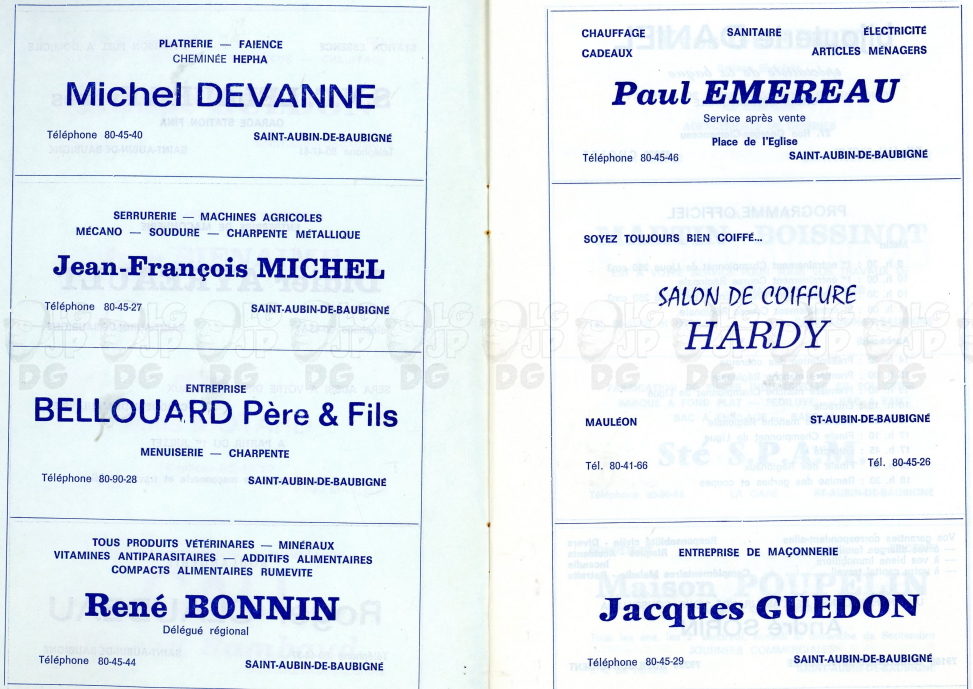 PLATRERIE — FAIENCE
CHEMINÉE HEPHA
Michel DEVANNE
Téléphone 80-45-40 SAINT-AUBIN-DE-BAUBIGNÉ
SERRURERIE — MACHINES AGRICOLES
MÉCANO — SOUDURE — CHARPENTE MÉTALLIQUE
Jean-François MICHEL
Téléphone 80-45-27 SAINT-AUBIN-DE-BAUBIGNÉ
ENTREPRISE
BELLOUARD Père & Fils
MENUISERIE — CHARPENTE
Téléphone 80-90-28 SAINT-AUBIN-DE-BAUBIGNÉ
TOUS PRODUITS VÉTÉRINAIRES — MINÉRAUX
VITAMINES ANTIPARASITAIRES — ADDITIFS ALIMENTAIRES
COMPACTS ALIMENTAIRES RUMEVITE
René BONNIN
Délégué régional
Téléphone 80-45-44 SAINT-AUBIN-DE-BAUBIGNÉ
CHAUFFAGE SANITAIRE ÉLECTRICITÉ
CADEAUX ARTICLES MÉNAGERS
Paul EMEREAU
Service après vente
Place de l'Eglise
Téléphone 80-45-46 SAINT-AUBIN-DE-BAUBIGNÉ
SOYEZ TOUJOURS BIEN COIFFÉ...
SALON DE COIFFURE
HARDY
MAULÉON ST-AUBIN-DE-BAUBIGNÉ
Tél. 80-41-66 Tél. 80-45-26
ENTREPRISE DE MAÇONNERIE
Jacques GUEDON
Téléphone 80-45-29 SAINT-AUBIN-DE-BAUBIGNÉ